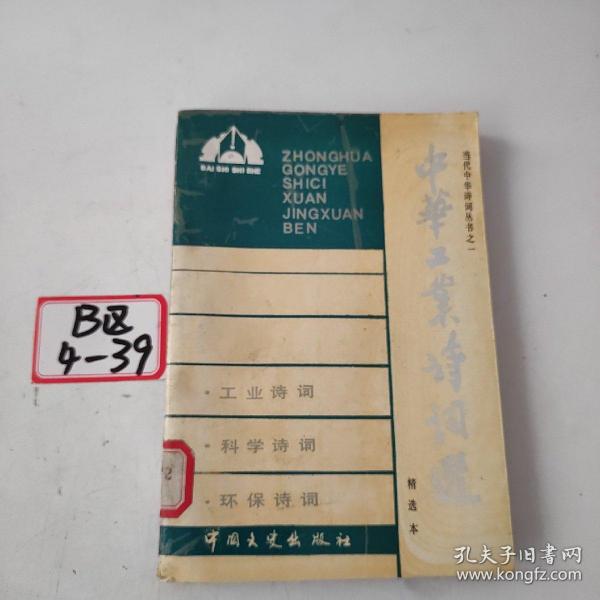 BAI SHI SHI SHE
ZHONGHUA
GONGYE
SHICI
XUAN
JINGXUAN
BEN
当代中华诗词丛书之一
中華工業诗词選
精选本
B区
4-39
·工业诗词
·科学诗词
·环保诗词
2
中国文史出版社
孔夫子旧书网
www.kongfz.com